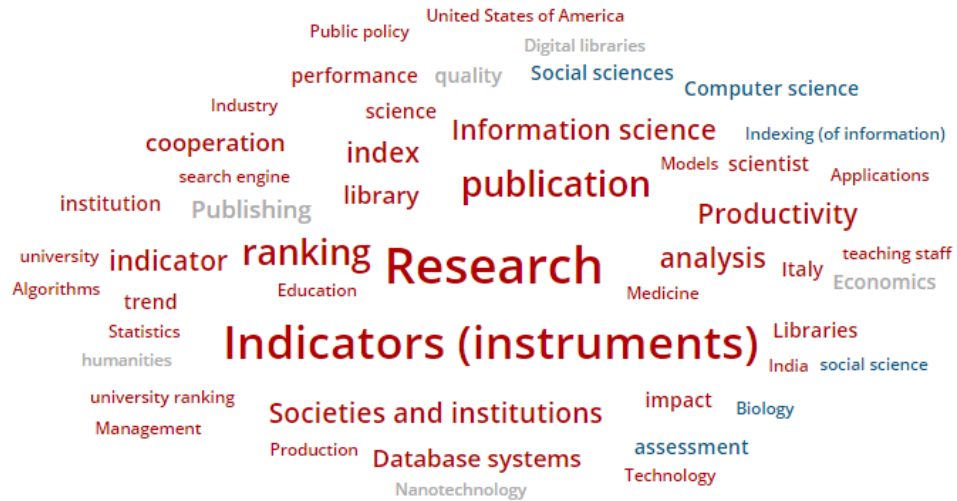 United States of America
Public policy
Digital libraries
performance quality Social sciences
Computer science
Industry science
Information science
cooperation index Indexing (of information)
search engine Models scientist Applications
institution Publishing library publication
Productivity
university indicator ranking Research analysis Italy teaching staff
Algorithms trend Education Medicine Economics
Statistics Indicators (instruments) Libraries
humanities India social science
university ranking Societies and institutions impact Biology
Management
Production Database systems assessment
Technology
Nanotechnology